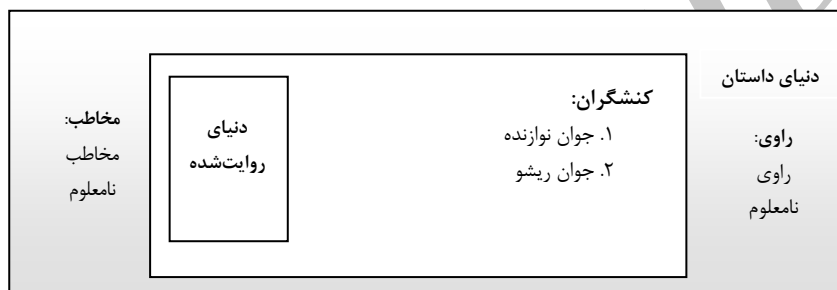 دنیای داستان
راوی:
راوی
نامعلوم
کنشگران:
۱. جوان نوازنده
۲. جوان ریشو
دنیای
روایت‌شده
مخاطب:
مخاطب
نامعلوم